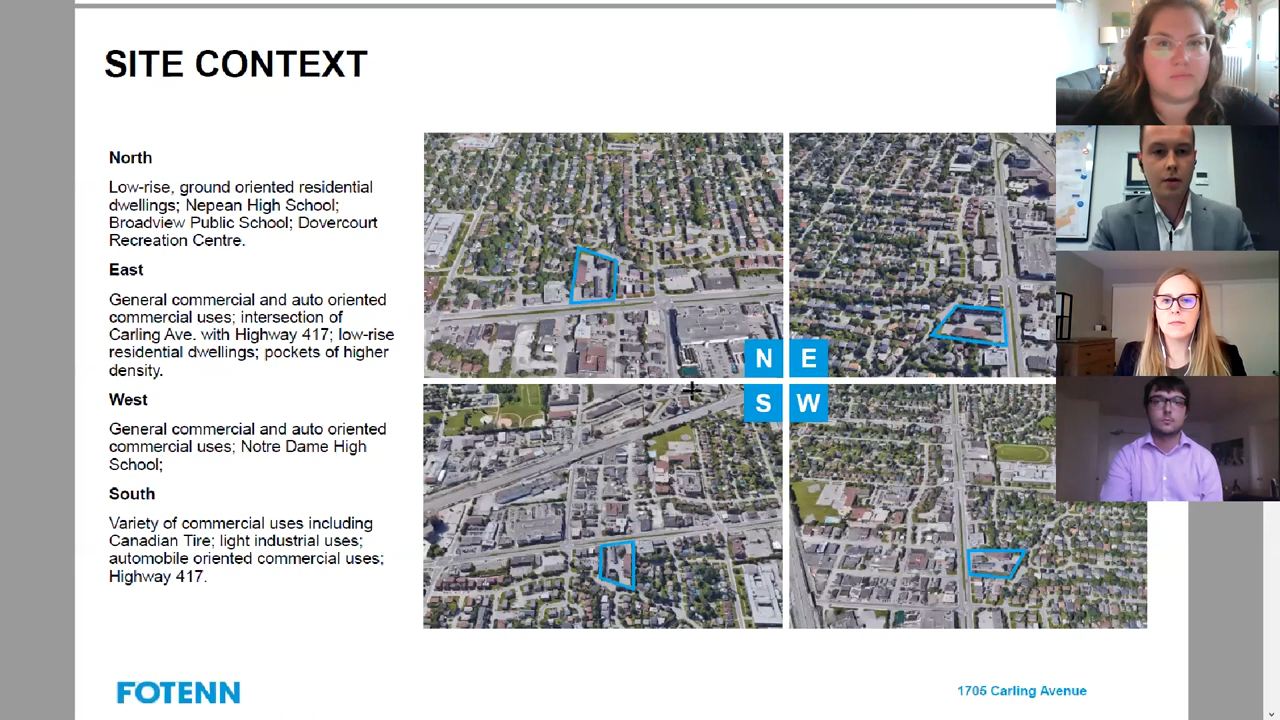 SITE CONTEXT
North
Low-rise, ground oriented residential
dwellings; Nepean High School;
Broadview Public School; Dovercourt
Recreation Centre.
East
General commercial and auto oriented
commercial uses; intersection of
Carling Ave. with Highway 417; low-rise
residential dwellings; pockets of higher
density.
West
General commercial and auto oriented
commercial uses; Notre Dame High
School;
South
Variety of commercial uses including
Canadian Tire; light industrial uses;
automobile oriented commercial uses;
Highway 417.
N E
S W
FOTENN
1705 Carling Avenue